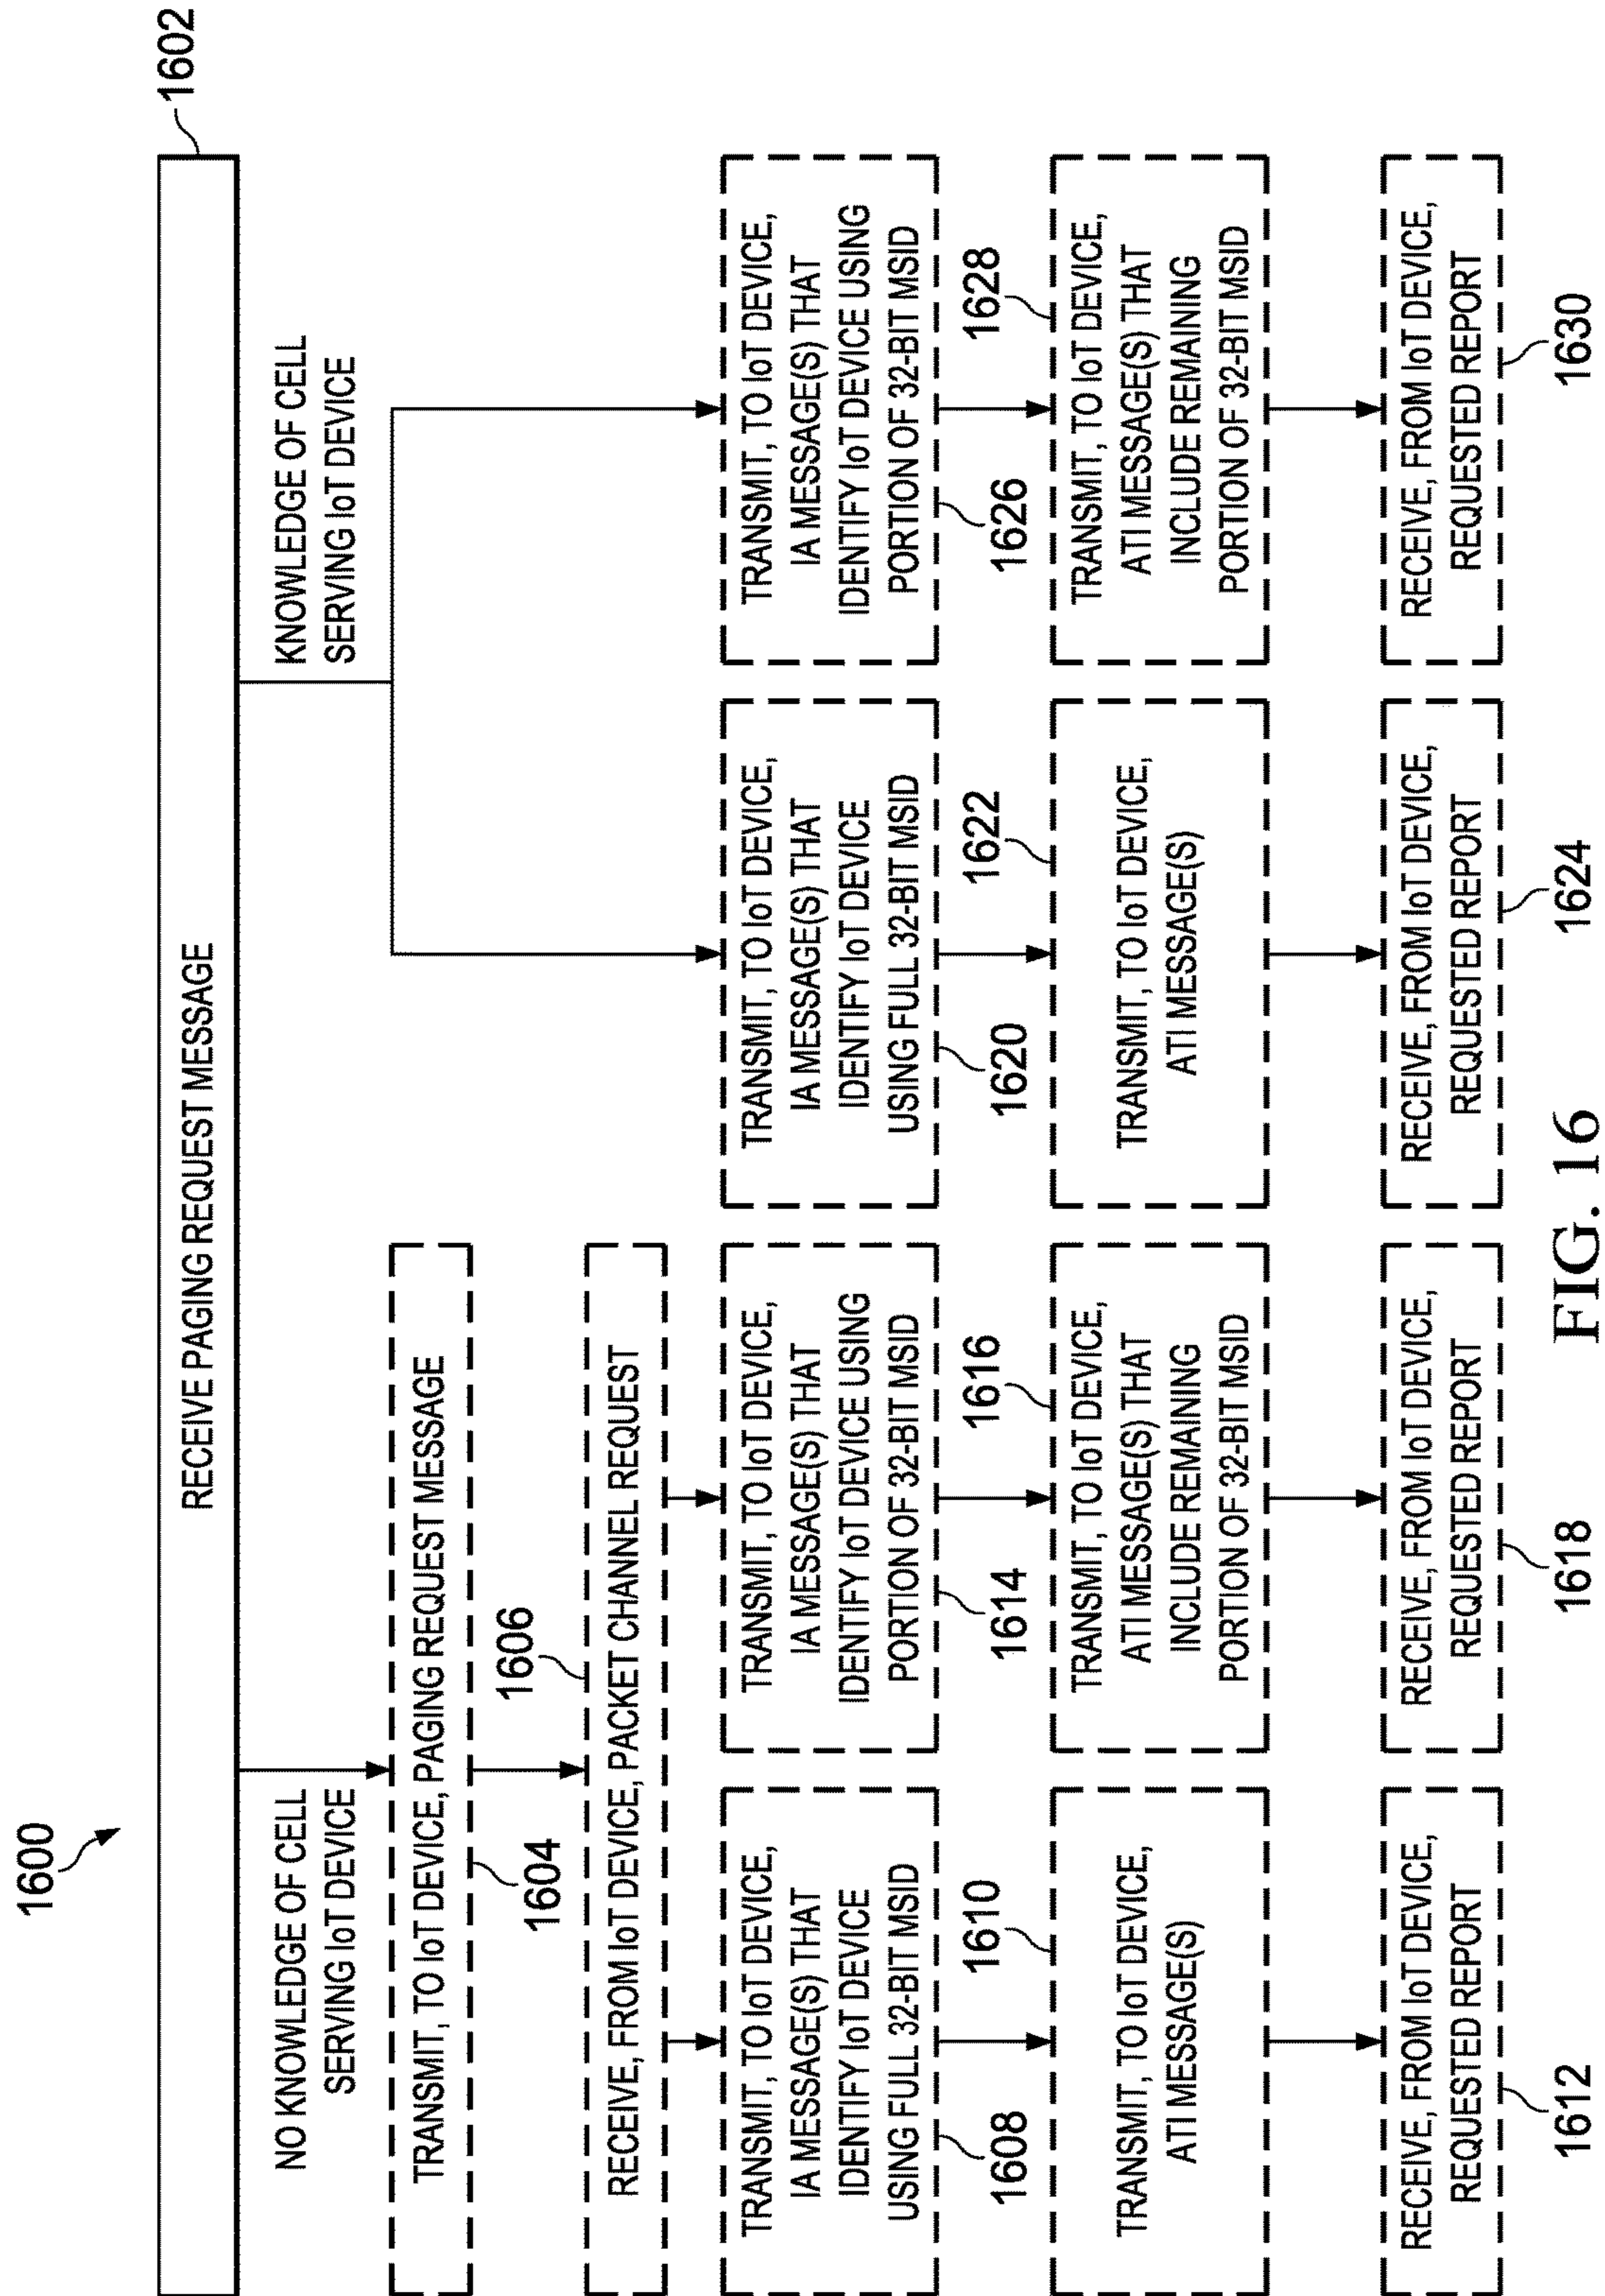 1600
1602
RECEIVE PAGING REQUEST MESSAGE
NO KNOWLEDGE OF CELL
SERVING IoT DEVICE
KNOWLEDGE OF CELL
SERVING IoT DEVICE
TRANSMIT, TO IoT DEVICE, PAGING REQUEST MESSAGE
1604
1606
RECEIVE, FROM IoT DEVICE, PACKET CHANNEL REQUEST
TRANSMIT, TO IoT DEVICE,
IA MESSAGE(S) THAT
IDENTIFY IoT DEVICE
USING FULL 32-BIT MSID
1608
1610
TRANSMIT, TO IoT DEVICE,
ATI MESSAGE(S)
RECEIVE, FROM IoT DEVICE,
REQUESTED REPORT
1612
TRANSMIT, TO IoT DEVICE,
IA MESSAGE(S) THAT
IDENTIFY IoT DEVICE USING
PORTION OF 32-BIT MSID
1614
1616
TRANSMIT, TO IoT DEVICE,
ATI MESSAGE(S) THAT
INCLUDE REMAINING
PORTION OF 32-BIT MSID
RECEIVE, FROM IoT DEVICE,
REQUESTED REPORT
1618
TRANSMIT, TO IoT DEVICE,
IA MESSAGE(S) THAT
IDENTIFY IoT DEVICE
USING FULL 32-BIT MSID
1620
1622
TRANSMIT, TO IoT DEVICE,
ATI MESSAGE(S)
RECEIVE, FROM IoT DEVICE,
REQUESTED REPORT
1624
TRANSMIT, TO IoT DEVICE,
IA MESSAGE(S) THAT
IDENTIFY IoT DEVICE USING
PORTION OF 32-BIT MSID
1626
1628
TRANSMIT, TO IoT DEVICE,
ATI MESSAGE(S) THAT
INCLUDE REMAINING
PORTION OF 32-BIT MSID
RECEIVE, FROM IoT DEVICE,
REQUESTED REPORT
1630
FIG. 16